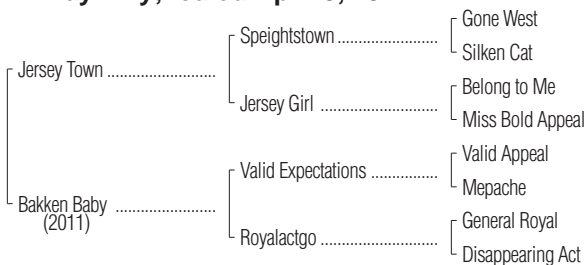 Gone West
Speightstown
Silken Cat
Jersey Town
Belong to Me
Jersey Girl
Miss Bold Appeal
Valid Appeal
Valid Expectations
Mepache
Bakken Baby
(2011)
General Royal
Royalactgo
Disappearing Act